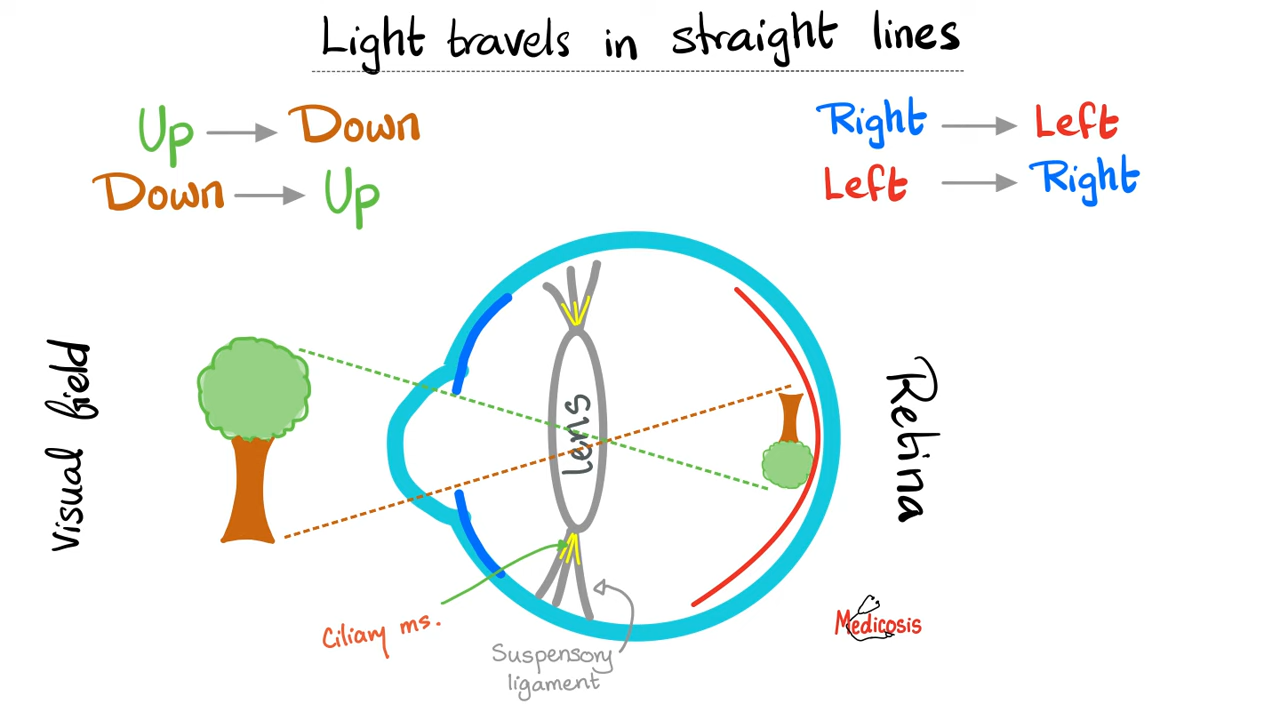 Light travels in straight lines
Up → Down
Down → Up
Right → Left
Left → Right
Visual field
lens
Retina
Ciliary ms.
Suspensory
ligament
Medicosis